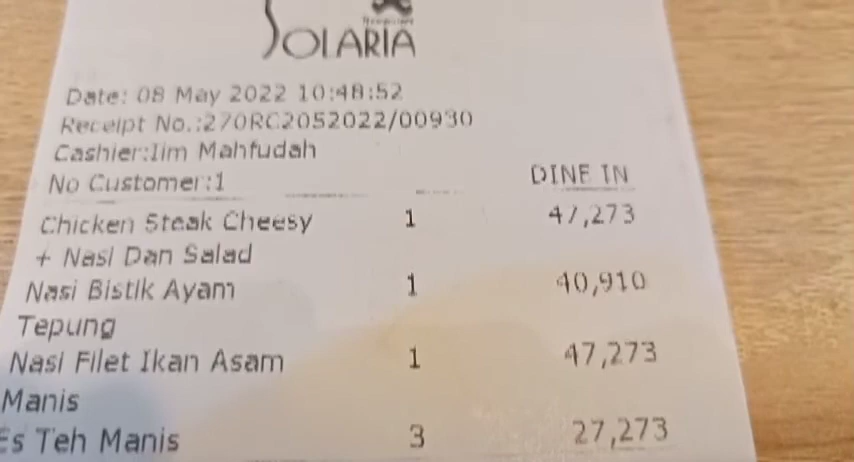 SOLARIA
Date: 08 May 2022 10:48:52
Receipt No.:270RC2052022/00930
Cashier:Iim Mahfudah
No Customer:1 DINE IN
Chicken Steak Cheesy 1 47,273
+ Nasi Dan Salad
Nasi Bistik Ayam 1 40,910
Tepung
Nasi Filet Ikan Asam 1 47,273
Manis
Es Teh Manis 3 27,273